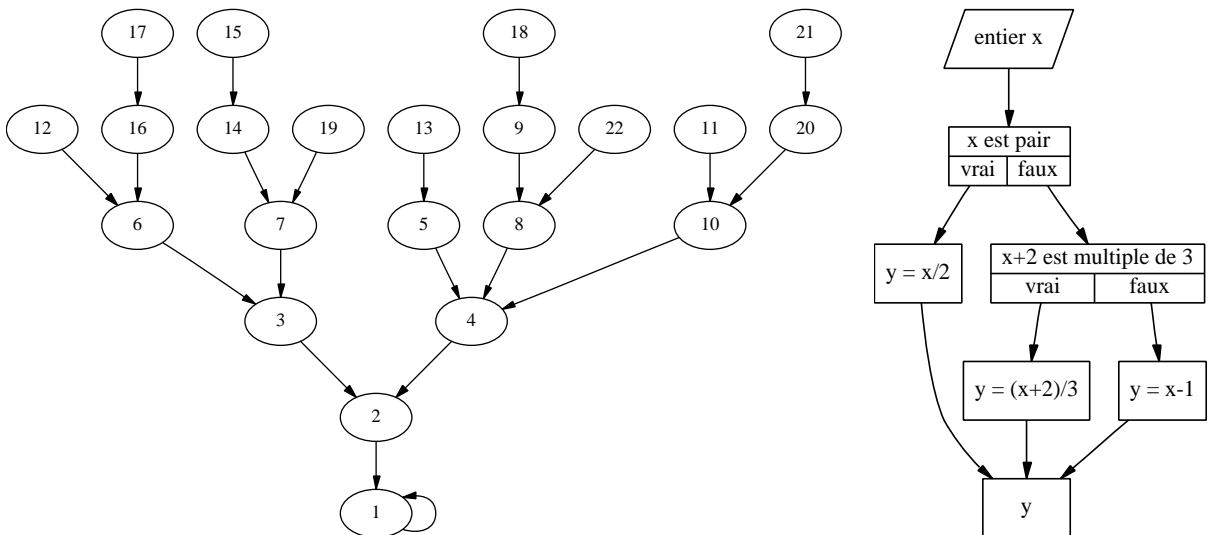 17 15 18 21
12 16 14 19 13 9 22 11 20
6 7 5 8 10
3 4
2
1
entier x
x est pair
vrai faux
y = x/2
x+2 est multiple de 3
vrai faux
y = (x+2)/3
y = x-1
y